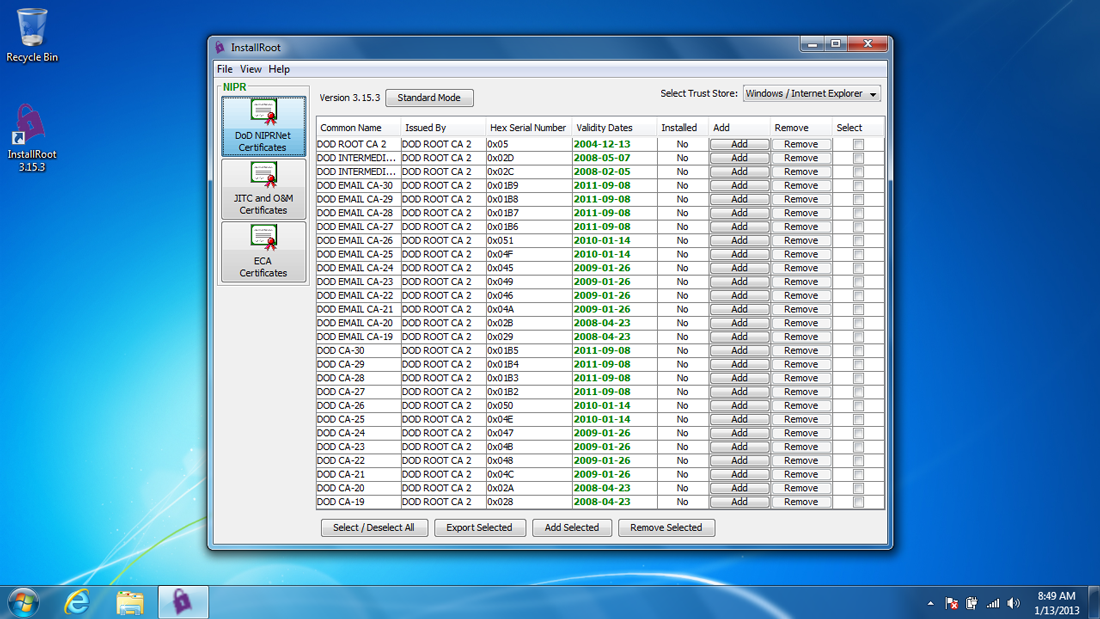 Recycle Bin
InstallRoot
3.15.3
InstallRoot
File View Help
NIPR
DoD NIPRNet
Certificates
JITC and O&M
Certificates
ECA
Certificates
Version 3.15.3 Standard Mode Select Trust Store: Windows / Internet Explorer
Common Name Issued By Hex Serial Number Validity Dates Installed Add Remove Select
DOD ROOT CA 2 DOD ROOT CA 2 0x05 2004-12-13 No Add Remove
DOD INTERMEDI... DOD ROOT CA 2 0x02D 2008-05-07 No Add Remove
DOD INTERMEDI... DOD ROOT CA 2 0x02C 2008-02-05 No Add Remove
DOD EMAIL CA-30 DOD ROOT CA 2 0x01B9 2011-09-08 No Add Remove
DOD EMAIL CA-29 DOD ROOT CA 2 0x01B8 2011-09-08 No Add Remove
DOD EMAIL CA-28 DOD ROOT CA 2 0x01B7 2011-09-08 No Add Remove
DOD EMAIL CA-27 DOD ROOT CA 2 0x01B6 2011-09-08 No Add Remove
DOD EMAIL CA-26 DOD ROOT CA 2 0x051 2010-01-14 No Add Remove
DOD EMAIL CA-25 DOD ROOT CA 2 0x04F 2010-01-14 No Add Remove
DOD EMAIL CA-24 DOD ROOT CA 2 0x045 2009-01-26 No Add Remove
DOD EMAIL CA-23 DOD ROOT CA 2 0x049 2009-01-26 No Add Remove
DOD EMAIL CA-22 DOD ROOT CA 2 0x046 2009-01-26 No Add Remove
DOD EMAIL CA-21 DOD ROOT CA 2 0x04A 2009-01-26 No Add Remove
DOD EMAIL CA-20 DOD ROOT CA 2 0x02B 2008-04-23 No Add Remove
DOD EMAIL CA-19 DOD ROOT CA 2 0x029 2008-04-23 No Add Remove
DOD CA-30 DOD ROOT CA 2 0x01B5 2011-09-08 No Add Remove
DOD CA-29 DOD ROOT CA 2 0x01B4 2011-09-08 No Add Remove
DOD CA-28 DOD ROOT CA 2 0x01B3 2011-09-08 No Add Remove
DOD CA-27 DOD ROOT CA 2 0x01B2 2011-09-08 No Add Remove
DOD CA-26 DOD ROOT CA 2 0x050 2010-01-14 No Add Remove
DOD CA-25 DOD ROOT CA 2 0x04E 2010-01-14 No Add Remove
DOD CA-24 DOD ROOT CA 2 0x047 2009-01-26 No Add Remove
DOD CA-23 DOD ROOT CA 2 0x04B 2009-01-26 No Add Remove
DOD CA-22 DOD ROOT CA 2 0x048 2009-01-26 No Add Remove
DOD CA-21 DOD ROOT CA 2 0x04C 2009-01-26 No Add Remove
DOD CA-20 DOD ROOT CA 2 0x02A 2008-04-23 No Add Remove
DOD CA-19 DOD ROOT CA 2 0x028 2008-04-23 No Add Remove
Select / Deselect All Export Selected Add Selected Remove Selected
8:49 AM
1/13/2013